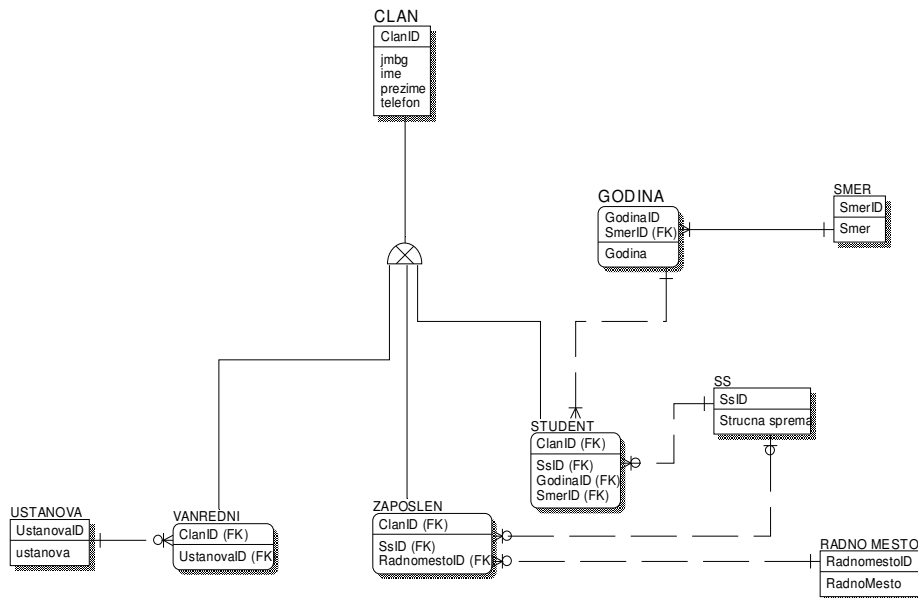 CLAN
ClanID
jmbg
ime
prezime
telefon
GODINA
GodinaID
SmerID (FK)
Godina
SMER
SmerID
Smer
SS
SsID
Strucna sprema
STUDENT
ClanID (FK)
SsID (FK)
GodinaID (FK)
SmerID (FK)
USTANOVA
UstanovaID
ustanova
VANREDNI
ClanID (FK)
UstanovaID (FK)
ZAPOSLEN
ClanID (FK)
SsID (FK)
RadnomestoID (FK)
RADNO MESTO
RadnomestoID
RadnoMesto